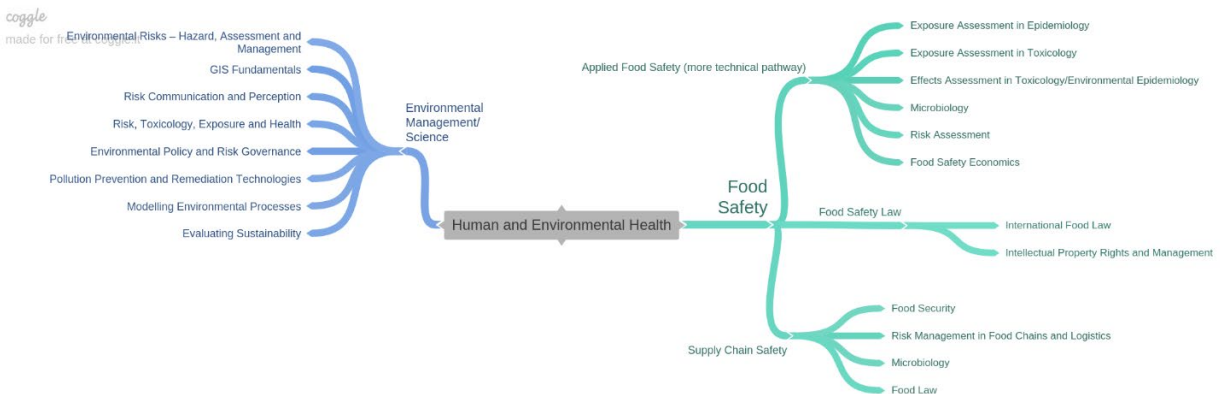 coggle
made for free at coggle.it
Environmental Risks – Hazard, Assessment and
Management
GIS Fundamentals
Risk Communication and Perception
Risk, Toxicology, Exposure and Health
Environmental Policy and Risk Governance
Pollution Prevention and Remediation Technologies
Modelling Environmental Processes
Evaluating Sustainability
Environmental
Management/
Science
Human and Environmental Health
Food
Safety
Applied Food Safety (more technical pathway)
Exposure Assessment in Epidemiology
Exposure Assessment in Toxicology
Effects Assessment in Toxicology/Environmental Epidemiology
Microbiology
Risk Assessment
Food Safety Economics
Food Safety Law
International Food Law
Intellectual Property Rights and Management
Supply Chain Safety
Food Security
Risk Management in Food Chains and Logistics
Microbiology
Food Law